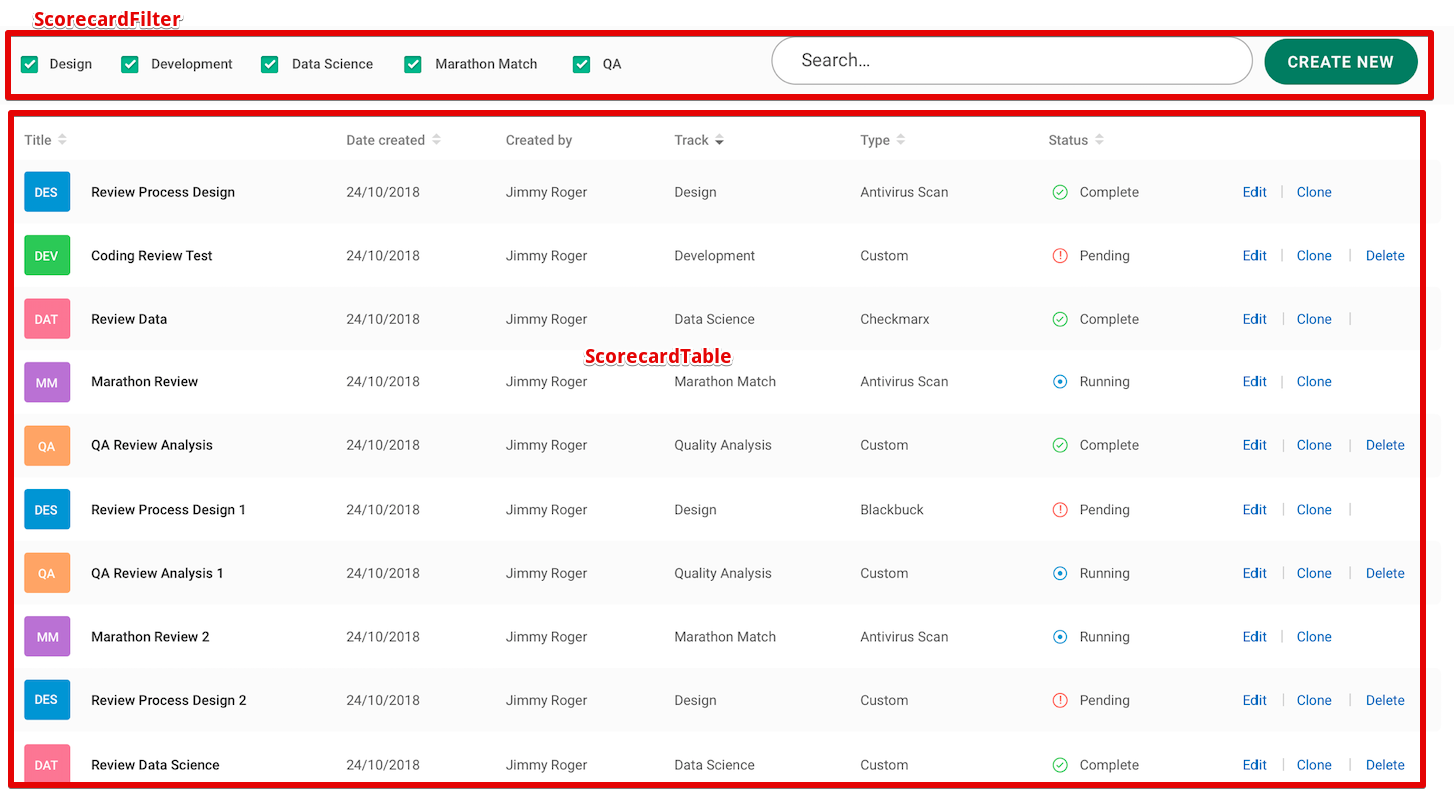 ScorecardFilter
Design Development Data Science Marathon Match QA Search... CREATE NEW
Title Date created Created by Track Type Status
DES Review Process Design 24/10/2018 Jimmy Roger Design Antivirus Scan Complete Edit | Clone
DEV Coding Review Test 24/10/2018 Jimmy Roger Development Custom Pending Edit | Clone | Delete
DAT Review Data 24/10/2018 Jimmy Roger Data Science Checkmarx Complete Edit | Clone |
ScorecardTable
MM Marathon Review 24/10/2018 Jimmy Roger Marathon Match Antivirus Scan Running Edit | Clone
QA QA Review Analysis 24/10/2018 Jimmy Roger Quality Analysis Custom Complete Edit | Clone | Delete
DES Review Process Design 1 24/10/2018 Jimmy Roger Design Blackbuck Pending Edit | Clone |
QA QA Review Analysis 1 24/10/2018 Jimmy Roger Quality Analysis Custom Running Edit | Clone | Delete
MM Marathon Review 2 24/10/2018 Jimmy Roger Marathon Match Antivirus Scan Running Edit | Clone
DES Review Process Design 2 24/10/2018 Jimmy Roger Design Custom Pending Edit | Clone | Delete
DAT Review Data Science 24/10/2018 Jimmy Roger Data Science Custom Complete Edit | Clone | Delete